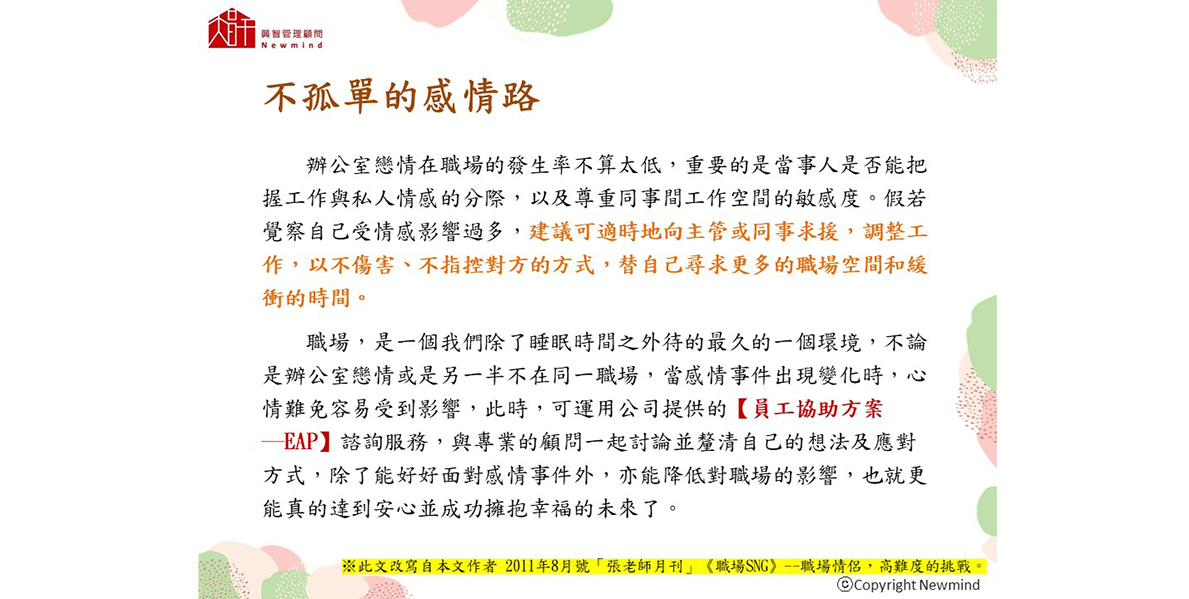 興智管理顧問
Newmind
不孤單的感情路
辦公室戀情在職場的發生率不算太低，重要的是當事人是否能把
握工作與私人情感的分際，以及尊重同事間工作空間的敏感度。假若
覺察自己受情感影響過多，建議可適時地向主管或同事求援，調整工
作，以不傷害、不指控對方的方式，替自己尋求更多的職場空間和緩
衝的時間。
職場，是一個我們除了睡眠時間之外待的最久的一個環境，不論
是辦公室戀情或是另一半不在同一職場，當感情事件出現變化時，心
情難免容易受到影響，此時，可運用公司提供的【員工協助方案
—EAP】諮詢服務，與專業的顧問一起討論並釐清自己的想法及應對
方式，除了能好好面對感情事件外，亦能降低對職場的影響，也就更
能真的達到安心並成功擁抱幸福的未來了。
※此文改寫自本文作者 2011年8月號「張老師月刊」《職場SNG》--職場情侶，高難度的挑戰。
ⓒCopyright Newmind